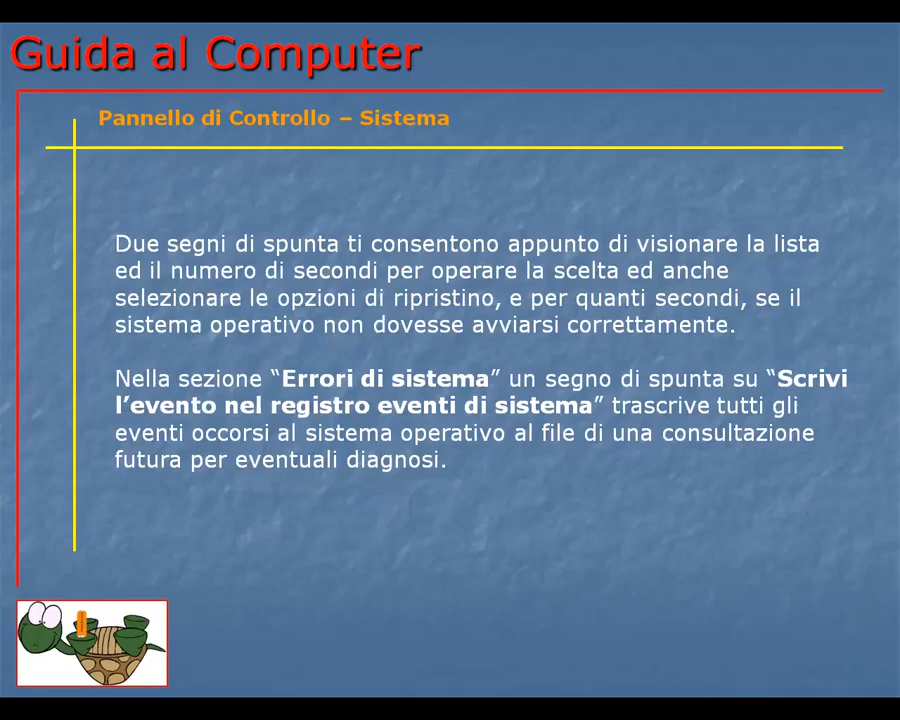 Guida al Computer
Pannello di Controllo – Sistema
Due segni di spunta ti consentono appunto di visionare la lista
ed il numero di secondi per operare la scelta ed anche
selezionare le opzioni di ripristino, e per quanti secondi, se il
sistema operativo non dovesse avviarsi correttamente.
Nella sezione “Errori di sistema” un segno di spunta su “Scrivi
l’evento nel registro eventi di sistema” trascrive tutti gli
eventi occorsi al sistema operativo al file di una consultazione
futura per eventuali diagnosi.